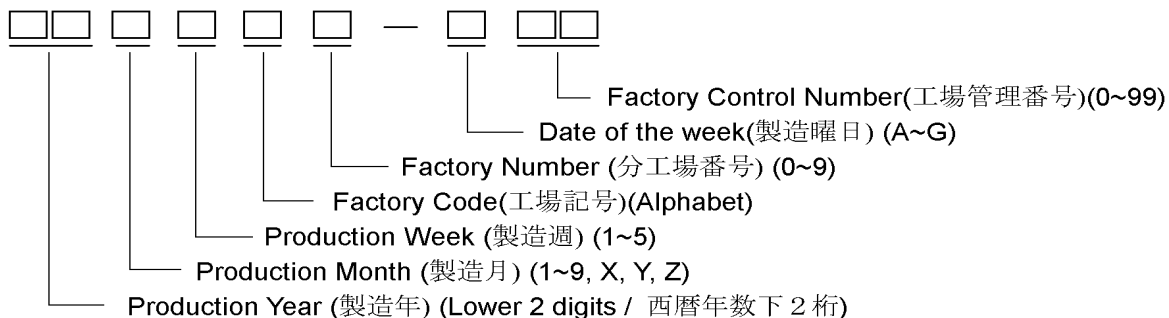 —
Factory Control Number(工場管理番号)(0~99)
Date of the week(製造曜日) (A~G)
Factory Number (分工場番号) (0~9)
Factory Code(工場記号)(Alphabet)
Production Week (製造週) (1~5)
Production Month (製造月) (1~9, X, Y, Z)
Production Year (製造年) (Lower 2 digits / 西暦年数下２桁)